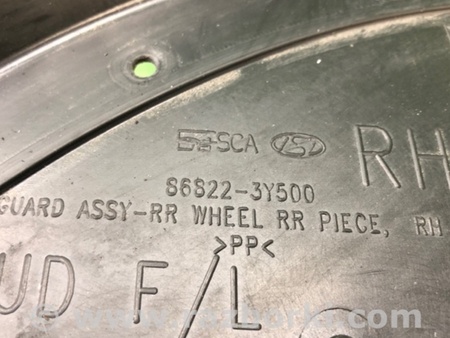 SCA RH
86822-3Y500
GUARD ASSY-RR WHEEL RR PIECE, RH
>PP<
UD F/L